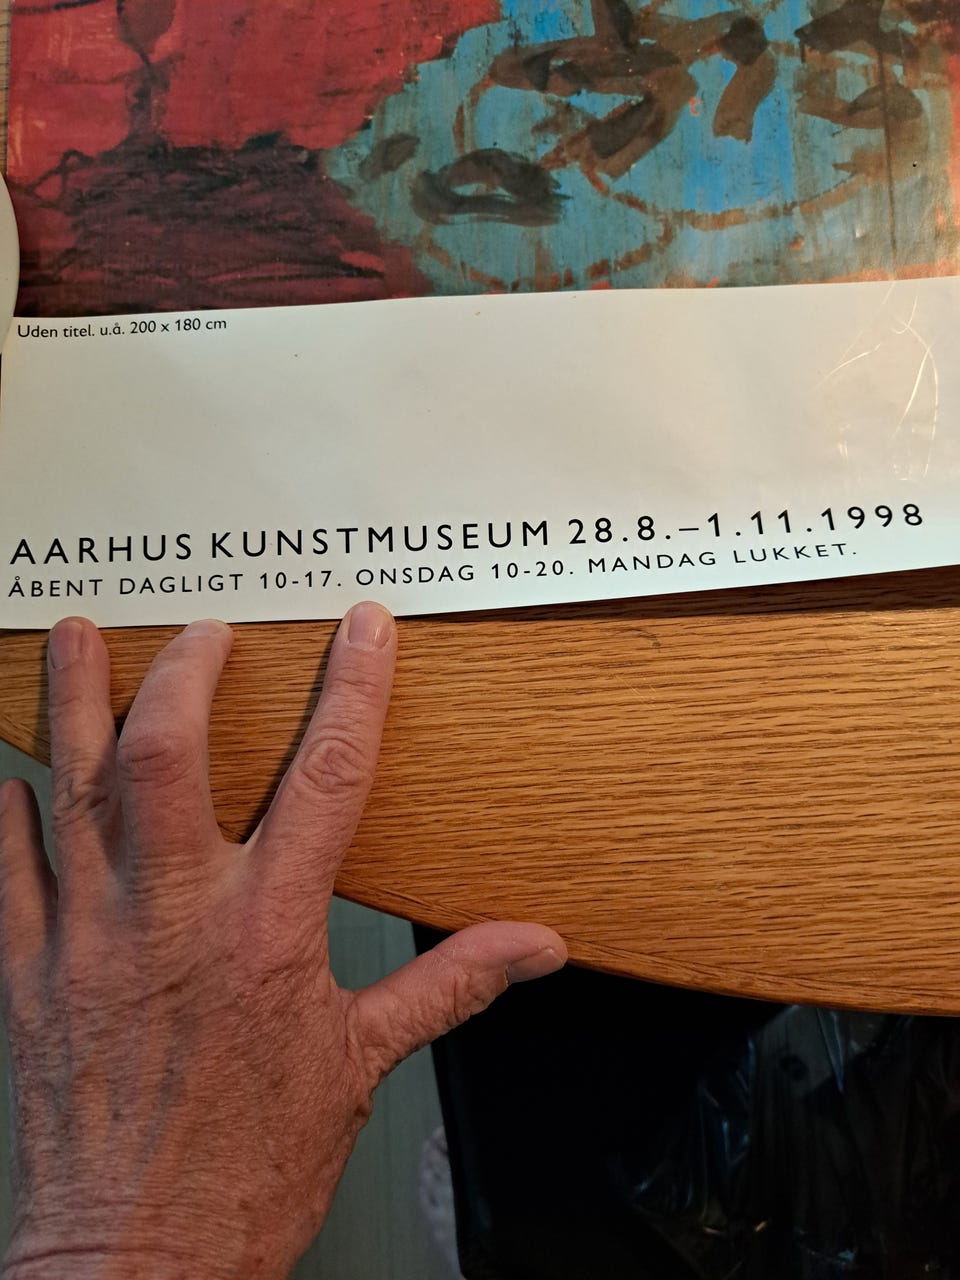 Uden titel. u.å. 200 x 180 cm
AARHUS KUNSTMUSEUM 28.8.–1.11.1998
ÅBENT DAGLIGT 10-17. ONSDAG 10-20. MANDAG LUKKET.